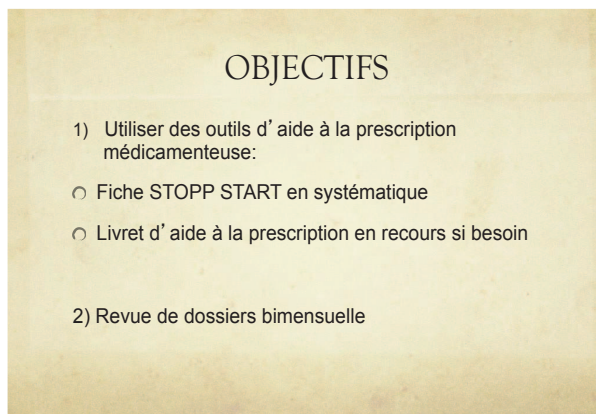 OBJECTIFS
1) Utiliser des outils d’aide à la prescription
médicamenteuse:
Fiche STOPP START en systématique
Livret d’aide à la prescription en recours si besoin
2) Revue de dossiers bimensuelle